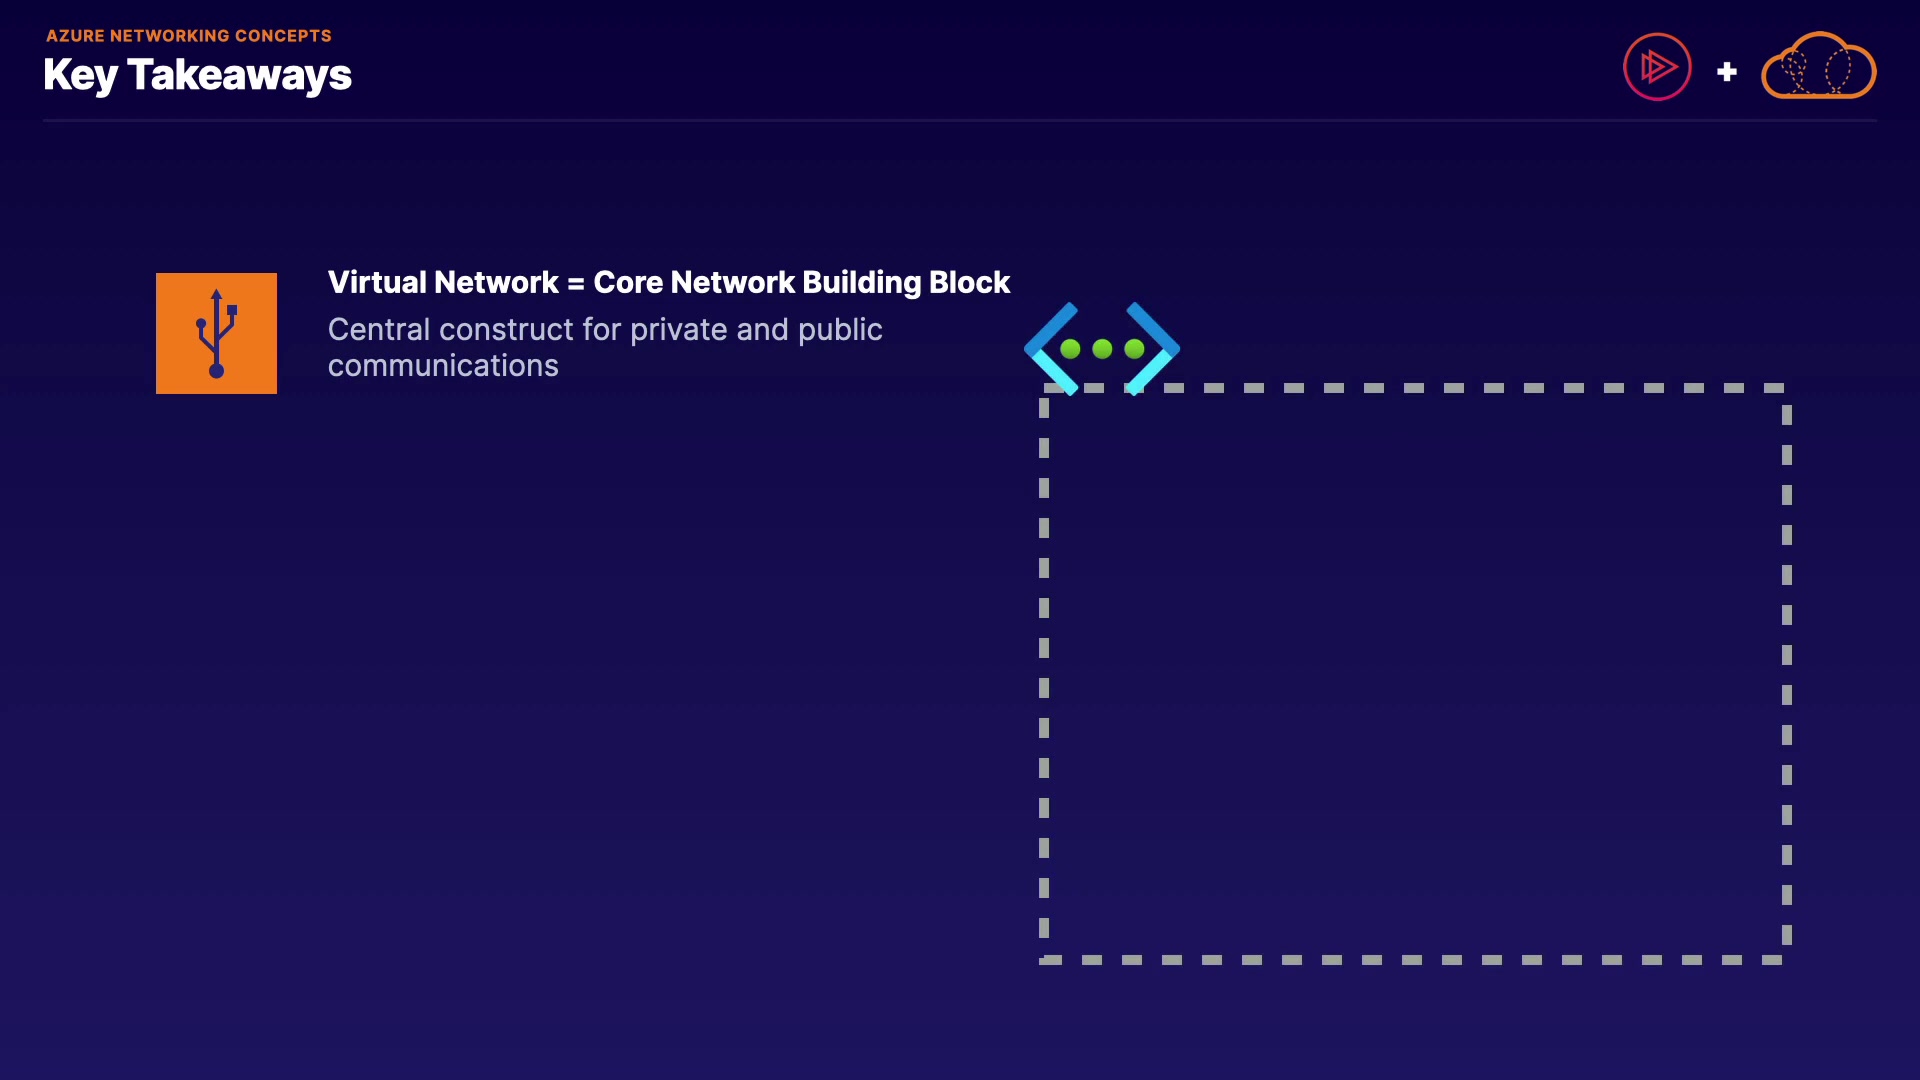 AZURE NETWORKING CONCEPTS
Key Takeaways
Virtual Network = Core Network Building Block
Central construct for private and public
communications